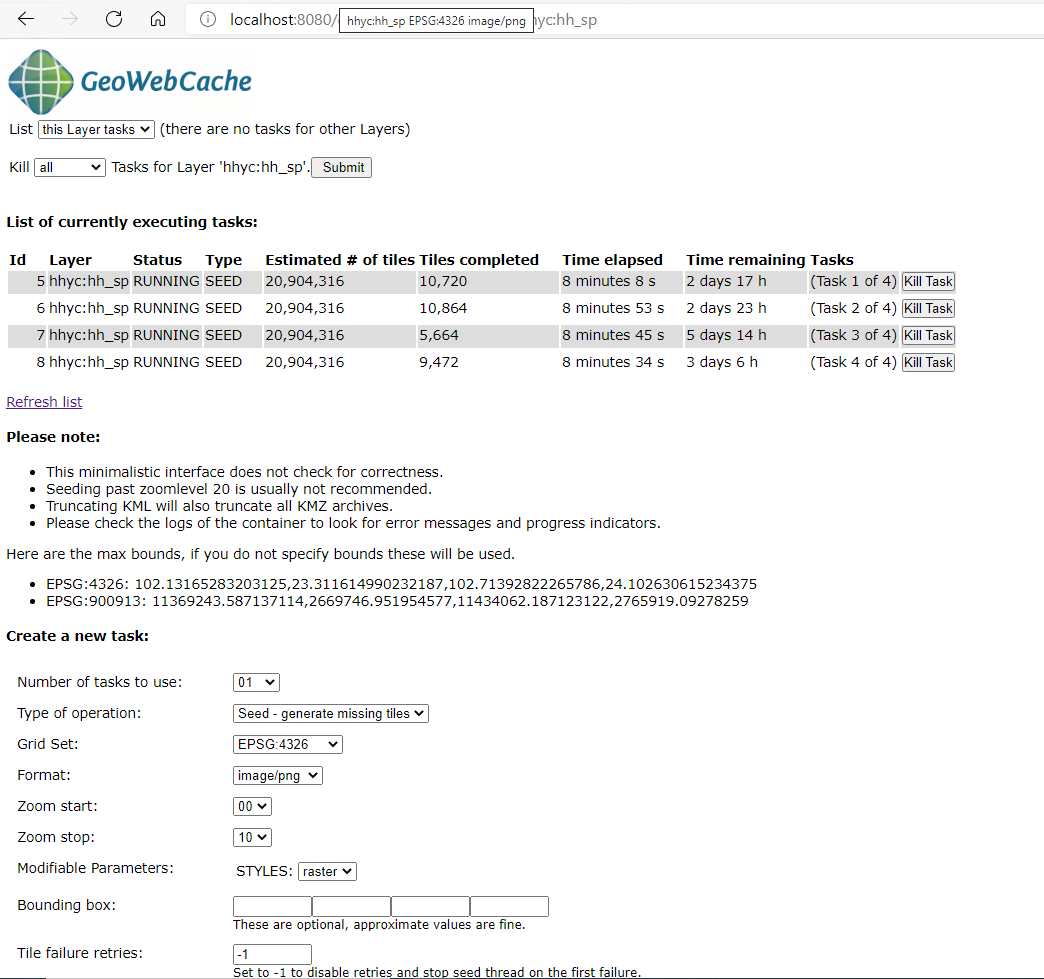 localhost:8080/
hhyc:hh_sp EPSG:4326 image/png
yc:hh_sp
GeoWebCache
List this Layer tasks (there are no tasks for other Layers)
Kill all Tasks for Layer 'hhyc:hh_sp'. Submit
List of currently executing tasks:
Id Layer Status Type Estimated # of tiles Tiles completed Time elapsed Time remaining Tasks
5 hhyc:hh_sp RUNNING SEED 20,904,316 10,720 8 minutes 8 s 2 days 17 h (Task 1 of 4) Kill Task
6 hhyc:hh_sp RUNNING SEED 20,904,316 10,864 8 minutes 53 s 2 days 23 h (Task 2 of 4) Kill Task
7 hhyc:hh_sp RUNNING SEED 20,904,316 5,664 8 minutes 45 s 5 days 14 h (Task 3 of 4) Kill Task
8 hhyc:hh_sp RUNNING SEED 20,904,316 9,472 8 minutes 34 s 3 days 6 h (Task 4 of 4) Kill Task
Refresh list
Please note:
• This minimalistic interface does not check for correctness.
• Seeding past zoomlevel 20 is usually not recommended.
• Truncating KML will also truncate all KMZ archives.
• Please check the logs of the container to look for error messages and progress indicators.
Here are the max bounds, if you do not specify bounds these will be used.
• EPSG:4326: 102.13165283203125,23.311614990232187,102.71392822265786,24.102630615234375
• EPSG:900913: 11369243.587137114,2669746.951954577,11434062.187123122,2765919.09278259
Create a new task:
Number of tasks to use: 01
Type of operation: Seed - generate missing tiles
Grid Set: EPSG:4326
Format: image/png
Zoom start: 00
Zoom stop: 10
Modifiable Parameters: STYLES: raster
Bounding box:
These are optional, approximate values are fine.
Tile failure retries: -1
Set to -1 to disable retries and stop seed thread on the first failure.